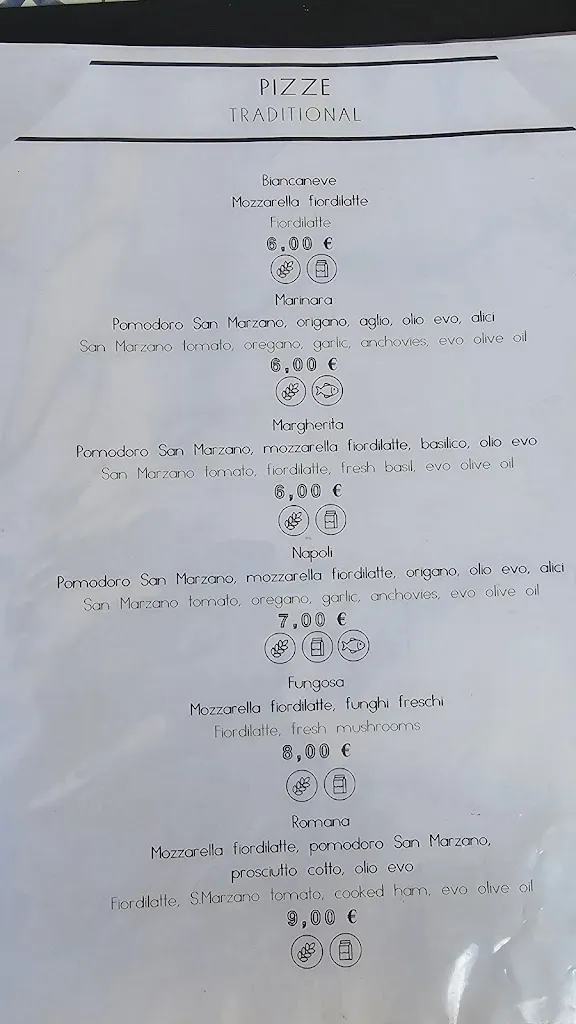 PIZZE
TRADITIONAL
Biancaneve
Mozzarella fiordilatte
Fiordilatte
6,00 €
Marinara
Pomodoro San Marzano, origano, aglio, olio evo, alici
San Marzano tomato, oregano, garlic, anchovies, evo olive oil
6,00 €
Margherita
Pomodoro San Marzano, mozzarella fiordilatte, basilico, olio evo
San Marzano tomato, fiordilatte, fresh basil, evo olive oil
6,00 €
Napoli
Pomodoro San Marzano, mozzarella fiordilatte, origano, olio evo, alici
San Marzano tomato, oregano, garlic, anchovies, evo olive oil
7,00 €
Fungosa
Mozzarella fiordilatte, funghi freschi
Fiordilatte, fresh mushrooms
8,00 €
Romana
Mozzarella fiordilatte, pomodoro San Marzano,
prosciutto cotto, olio evo
Fiordilatte, S.Marzano tomato, cooked ham, evo olive oil
9,00 €